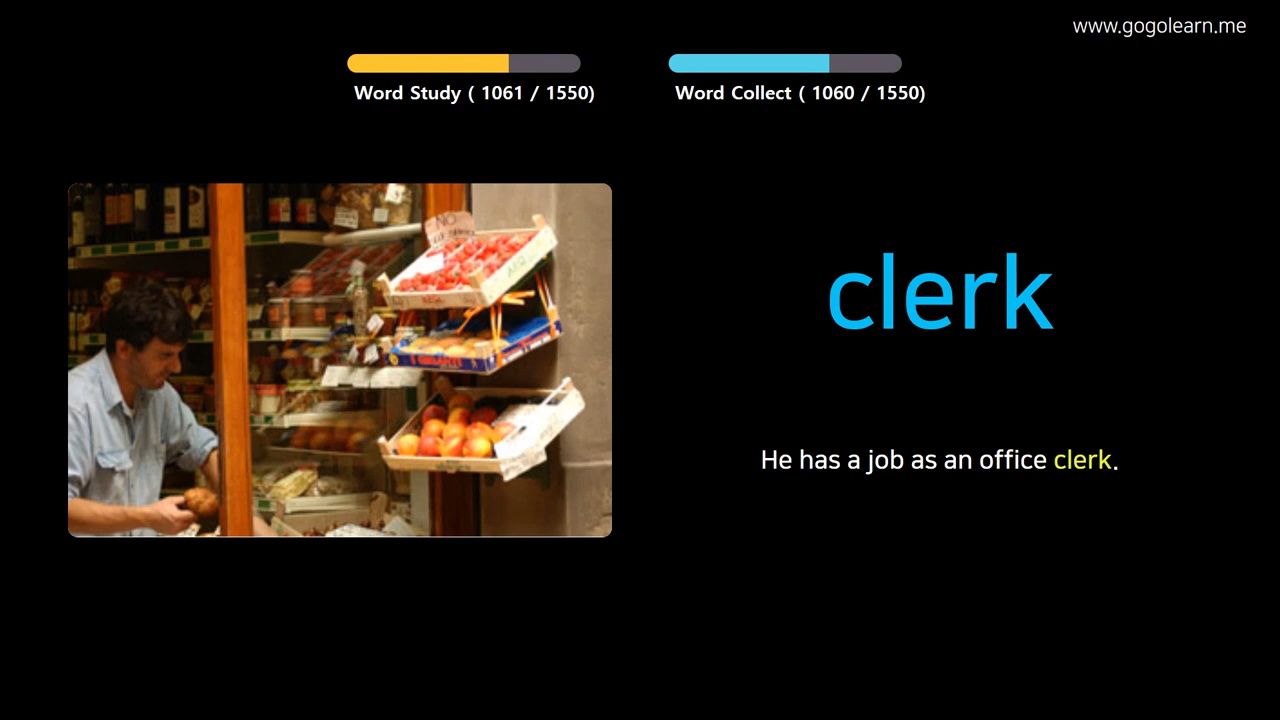 www.gogolearn.me
Word Study ( 1061 / 1550)
Word Collect ( 1060 / 1550)
NO
clerk
He has a job as an office clerk.